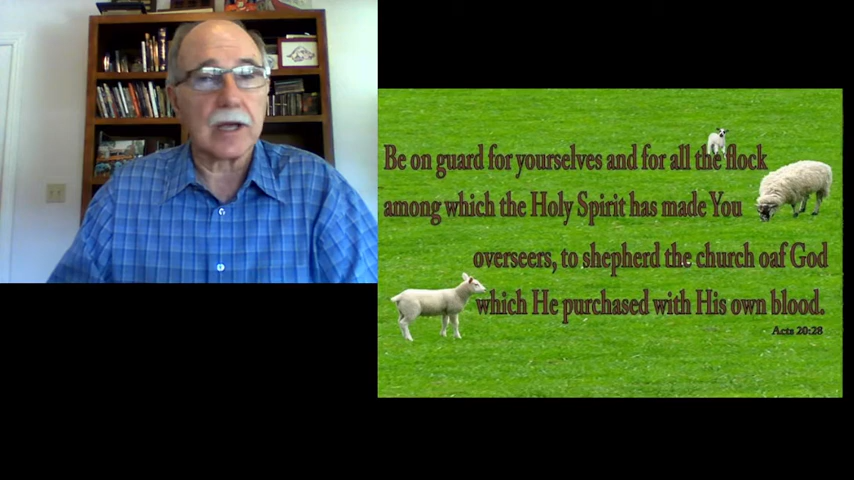 Be on guard for yourselves and for all the flock
among which the Holy Spirit has made You
overseers, to shepherd the church oaf God
which He purchased with His own blood.
Acts 20:28